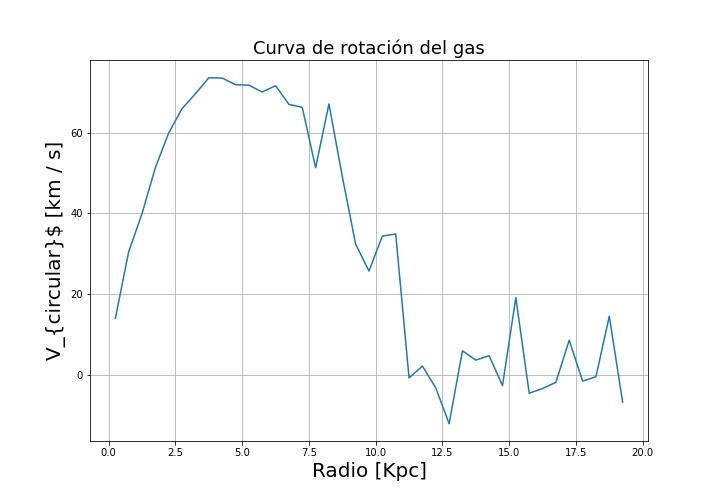 Curva de rotación del gas
V_{circular}$ [km / s]
60
40
20
0
0.0 2.5 5.0 7.5 10.0 12.5 15.0 17.5 20.0
Radio [Kpc]